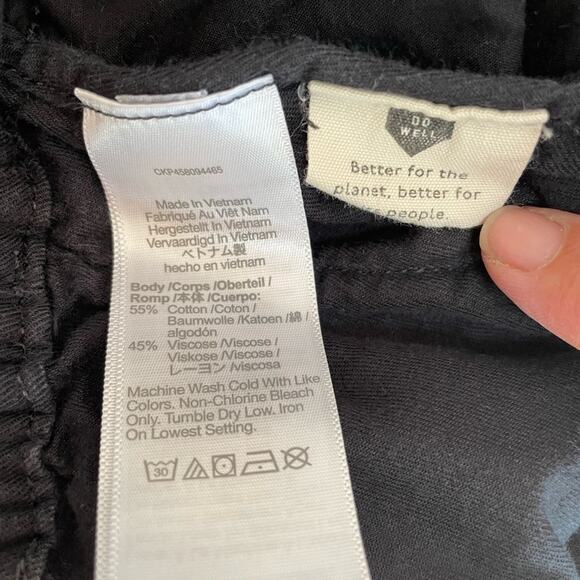 CKP458094465
Made In Vietnam
Fabriqué Au Viêt Nam
Hergestellt In Vietnam
Vervaardigd In Vietnam
ベトナム製
hecho en vietnam
Body /Corps /Oberteil /
Romp /本体 /Cuerpo:
55% Cotton /Coton /
Baumwolle /Katoen /綿 /
algodón
45% Viscose /Viscose /
Viskose /Viscose /
レーヨン /viscosa
Machine Wash Cold With Like
Colors. Non-Chlorine Bleach
Only. Tumble Dry Low. Iron
On Lowest Setting.
30
DO
WELL
Better for the
planet, better for
people.